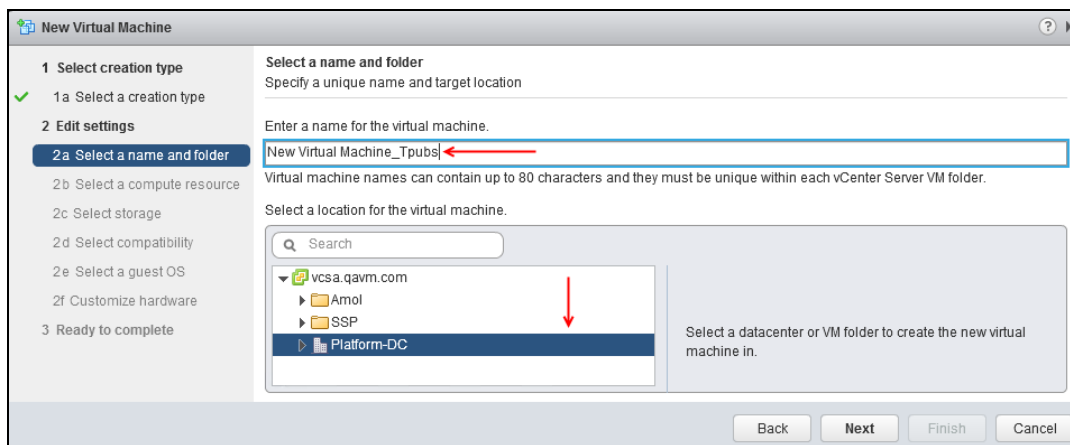 New Virtual Machine
?
1 Select creation type
1a Select a creation type
2 Edit settings
2a Select a name and folder
2b Select a compute resource
2c Select storage
2d Select compatibility
2e Select a guest OS
2f Customize hardware
3 Ready to complete
Select a name and folder
Specify a unique name and target location
Enter a name for the virtual machine.
New Virtual Machine_Tpubs
Virtual machine names can contain up to 80 characters and they must be unique within each vCenter Server VM folder.
Select a location for the virtual machine.
Search
vcsa.qavm.com
Amol
SSP
Platform-DC
Select a datacenter or VM folder to create the new virtual
machine in.
Back Next Finish Cancel